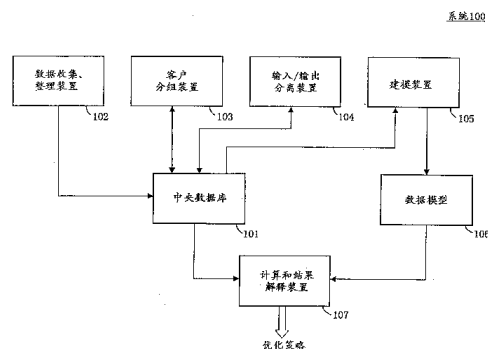 系统100
数据收集、
整理装置
102
客户
分组装置
103
输入/输出
分离装置
104
建模装置
105
中央数据库
101
数据模型
106
计算和结果
解释装置
107
优化策略